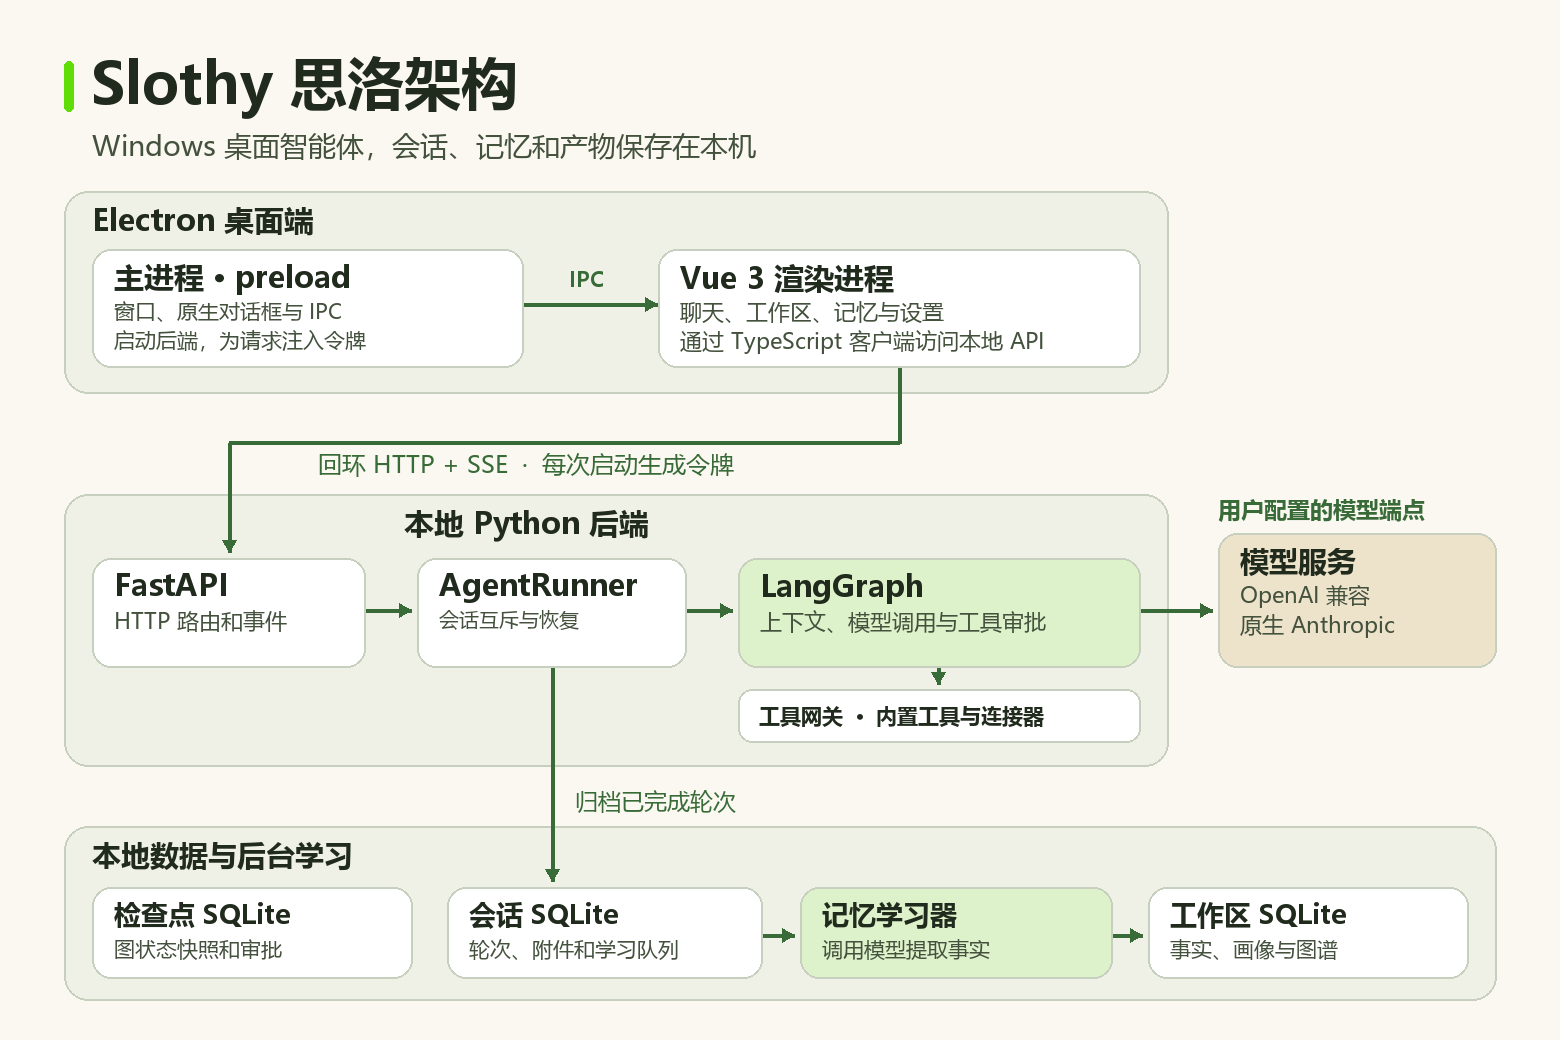 Slothy 思洛架构
Windows 桌面智能体，会话、记忆和产物保存在本机
Electron 桌面端
主进程 • preload
窗口、原生对话框与 IPC
启动后端，为请求注入令牌
IPC
Vue 3 渲染进程
聊天、工作区、记忆与设置
通过 TypeScript 客户端访问本地 API
回环 HTTP + SSE · 每次启动生成令牌
本地 Python 后端
FastAPI
HTTP 路由和事件
AgentRunner
会话互斥与恢复
LangGraph
上下文、模型调用与工具审批
工具网关 • 内置工具与连接器
用户配置的模型端点
模型服务
OpenAI 兼容
原生 Anthropic
归档已完成轮次
本地数据与后台学习
检查点 SQLite
图状态快照和审批
会话 SQLite
轮次、附件和学习队列
记忆学习器
调用模型提取事实
工作区 SQLite
事实、画像与图谱